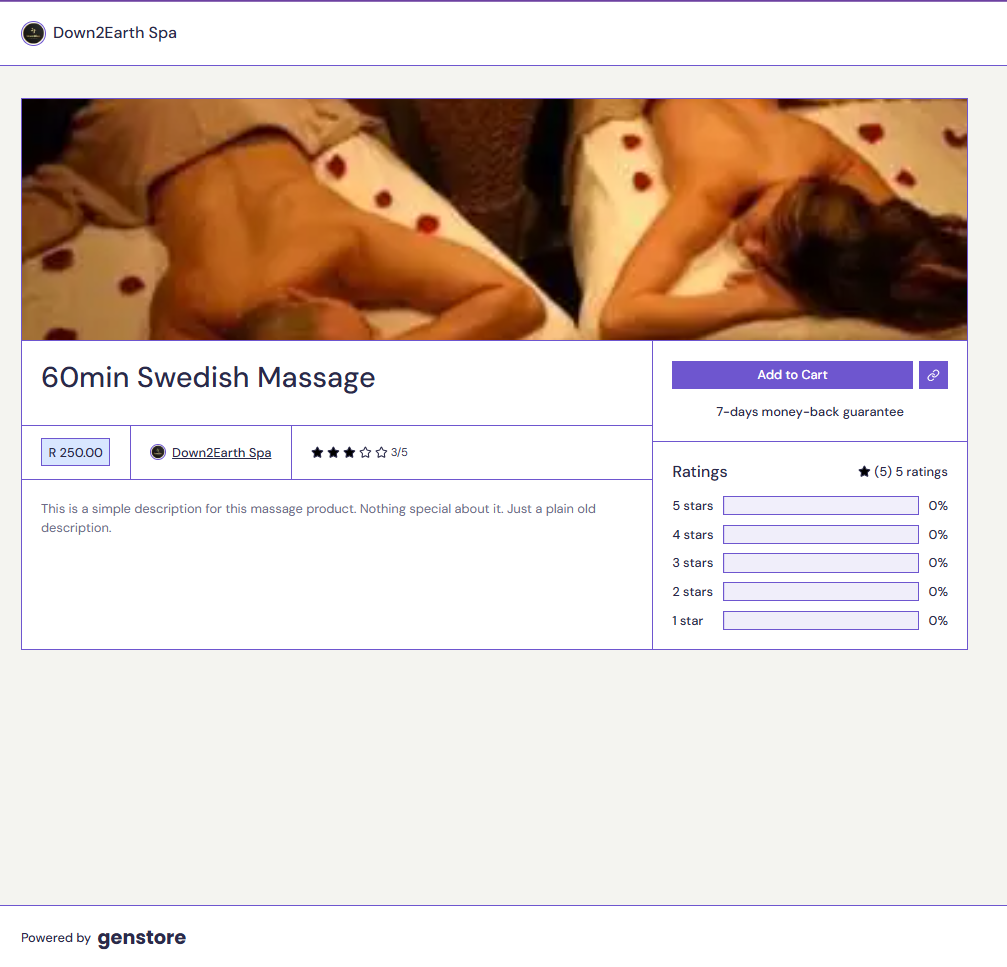 Down2Earth Spa
60min Swedish Massage
R 250.00
Down2Earth Spa
3/5
This is a simple description for this massage product. Nothing special about it. Just a plain old
description.
Add to Cart
7-days money-back guarantee
Ratings
(5) 5 ratings
5 stars 0%
4 stars 0%
3 stars 0%
2 stars 0%
1 star 0%
Powered by genstore